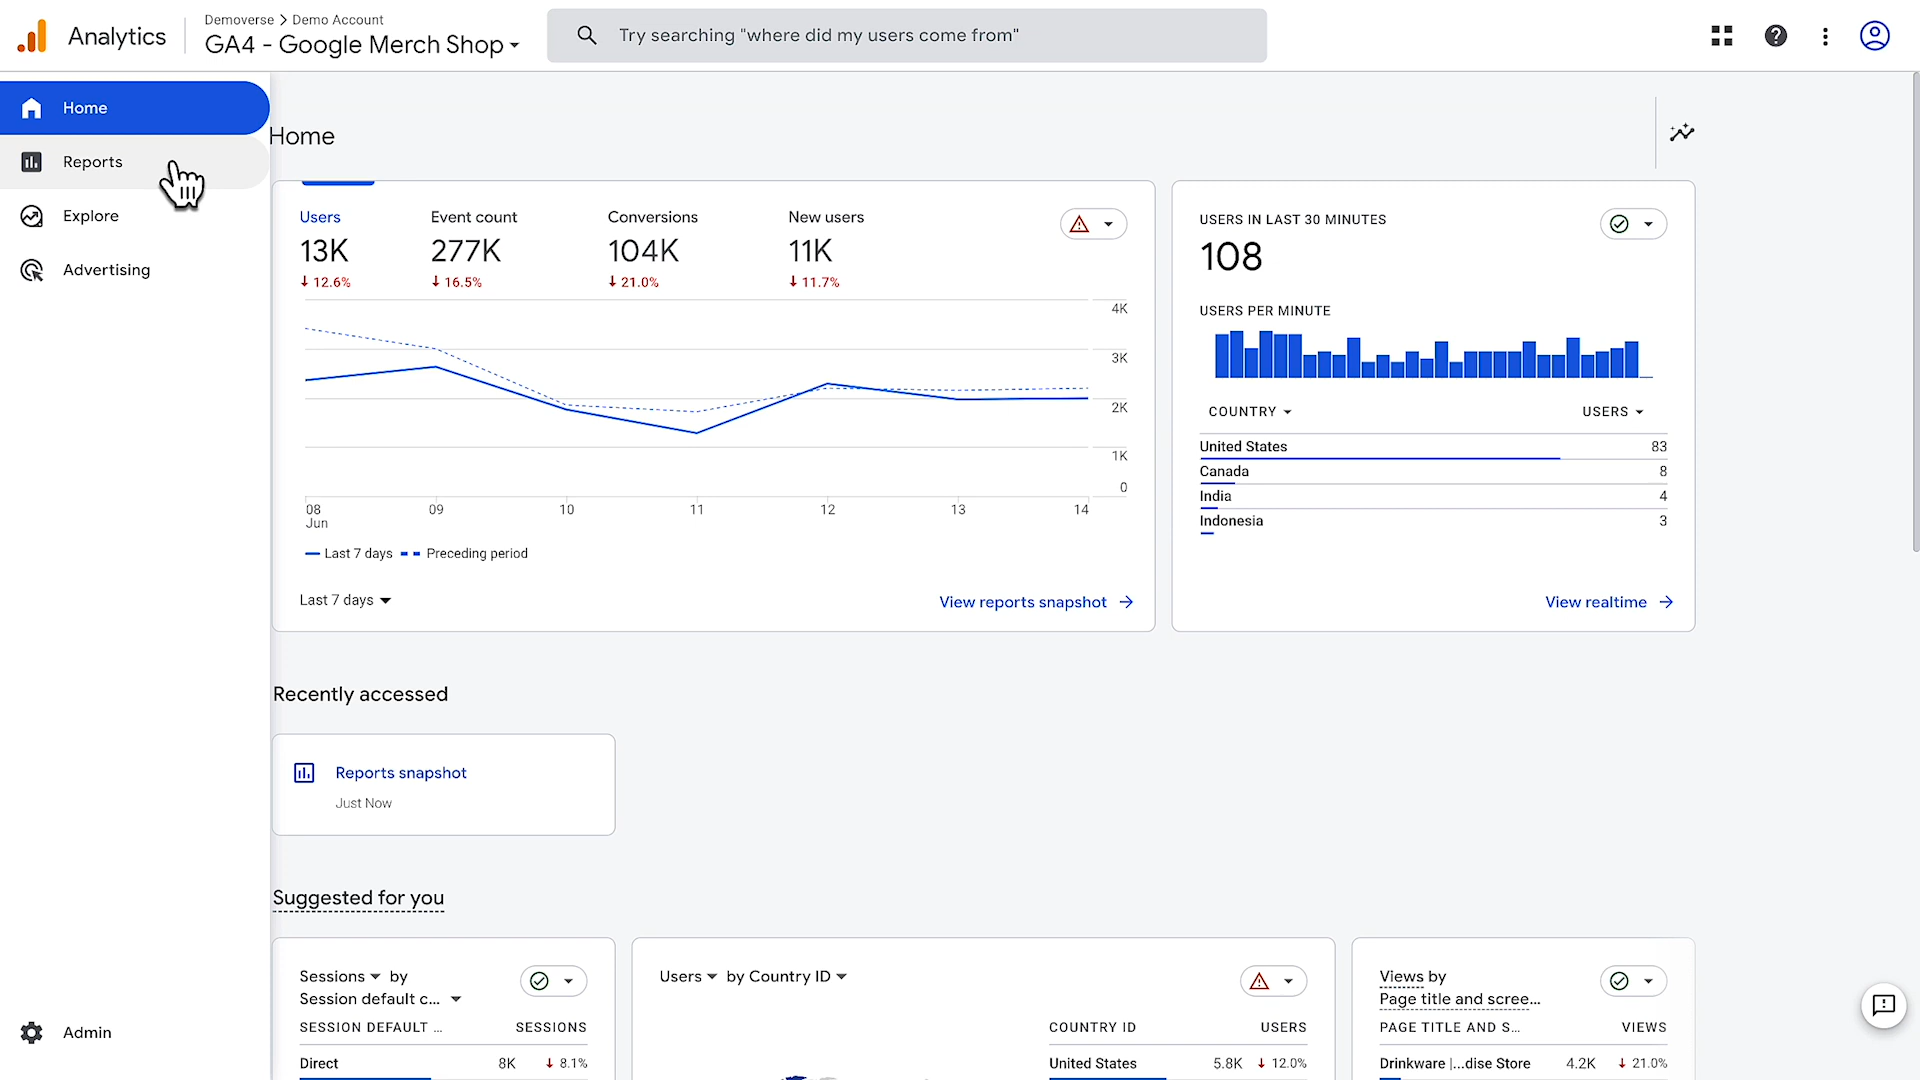 Analytics
Demoverse > Demo Account
GA4 - Google Merch Shop
Try searching "where did my users come from"
Home
Reports
Explore
Advertising
Admin
Home
Users
13K
12.6%
Event count
277K
16.5%
Conversions
104K
21.0%
New users
11K
11.7%
4K
3K
2K
1K
0
08
Jun
09
10
11
12
13
14
Last 7 days
Preceding period
Last 7 days
View reports snapshot
USERS IN LAST 30 MINUTES
108
USERS PER MINUTE
COUNTRY USERS
United States 83
Canada 8
India 4
Indonesia 3
View realtime
Recently accessed
Reports snapshot
Just Now
Suggested for you
Sessions by
Session default c...
SESSION DEFAULT ... SESSIONS
Direct 8K 8.1%
Users by Country ID
COUNTRY ID USERS
United States 5.8K 12.0%
Views by
Page title and scree...
PAGE TITLE AND S... VIEWS
Drinkware |...dise Store 4.2K 21.0%